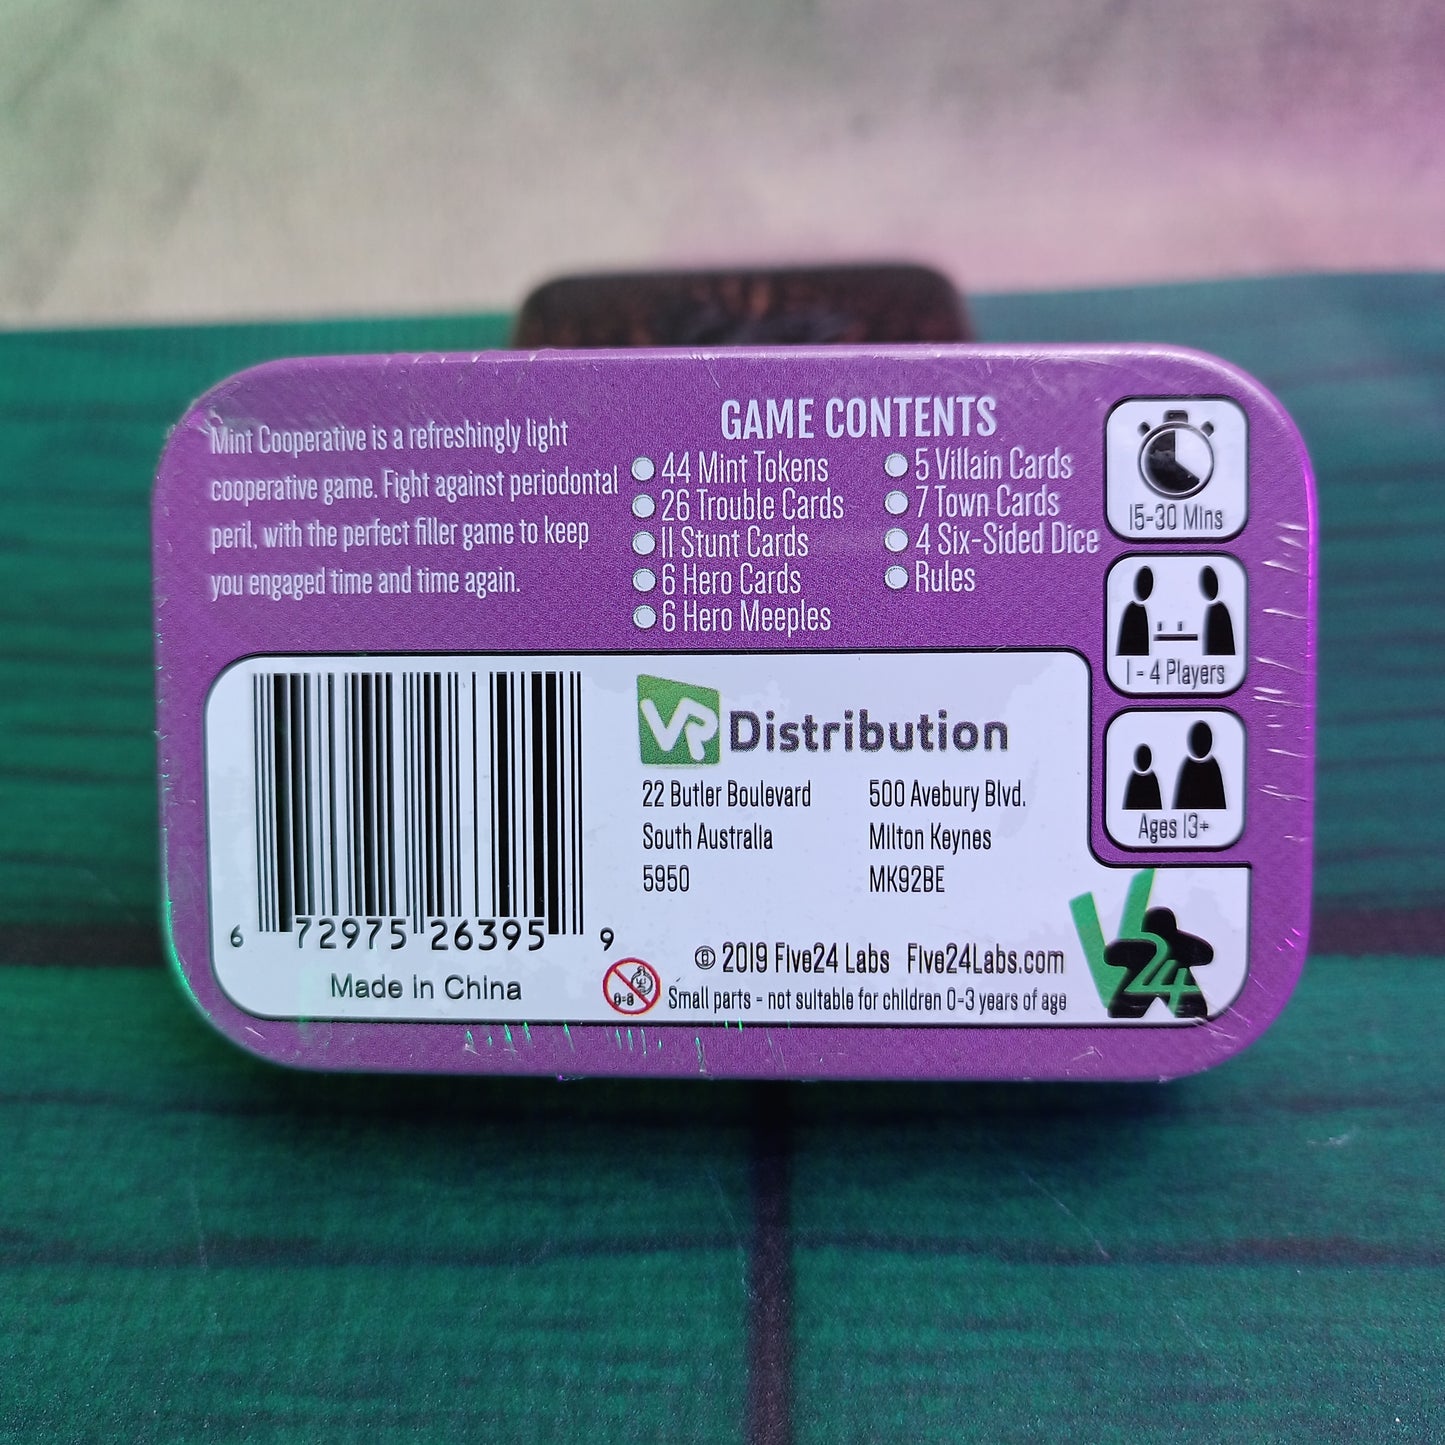 Mint Cooperative is a refreshingly light
cooperative game. Fight against periodontal
peril, with the perfect filler game to keep
you engaged time and time again.
GAME CONTENTS
44 Mint Tokens
26 Trouble Cards
11 Stunt Cards
6 Hero Cards
6 Hero Meeples
5 Villain Cards
7 Town Cards
4 Six-Sided Dice
Rules
15-30 Mins
1 - 4 Players
Ages 13+
6 72975 26395 9
Made in China
VR Distribution
22 Butler Boulevard
South Australia
5950
500 Avebury Blvd.
Milton Keynes
MK92BE
© 2019 Five24 Labs Five24Labs.com
0-3
Small parts - not suitable for children 0-3 years of age
V24